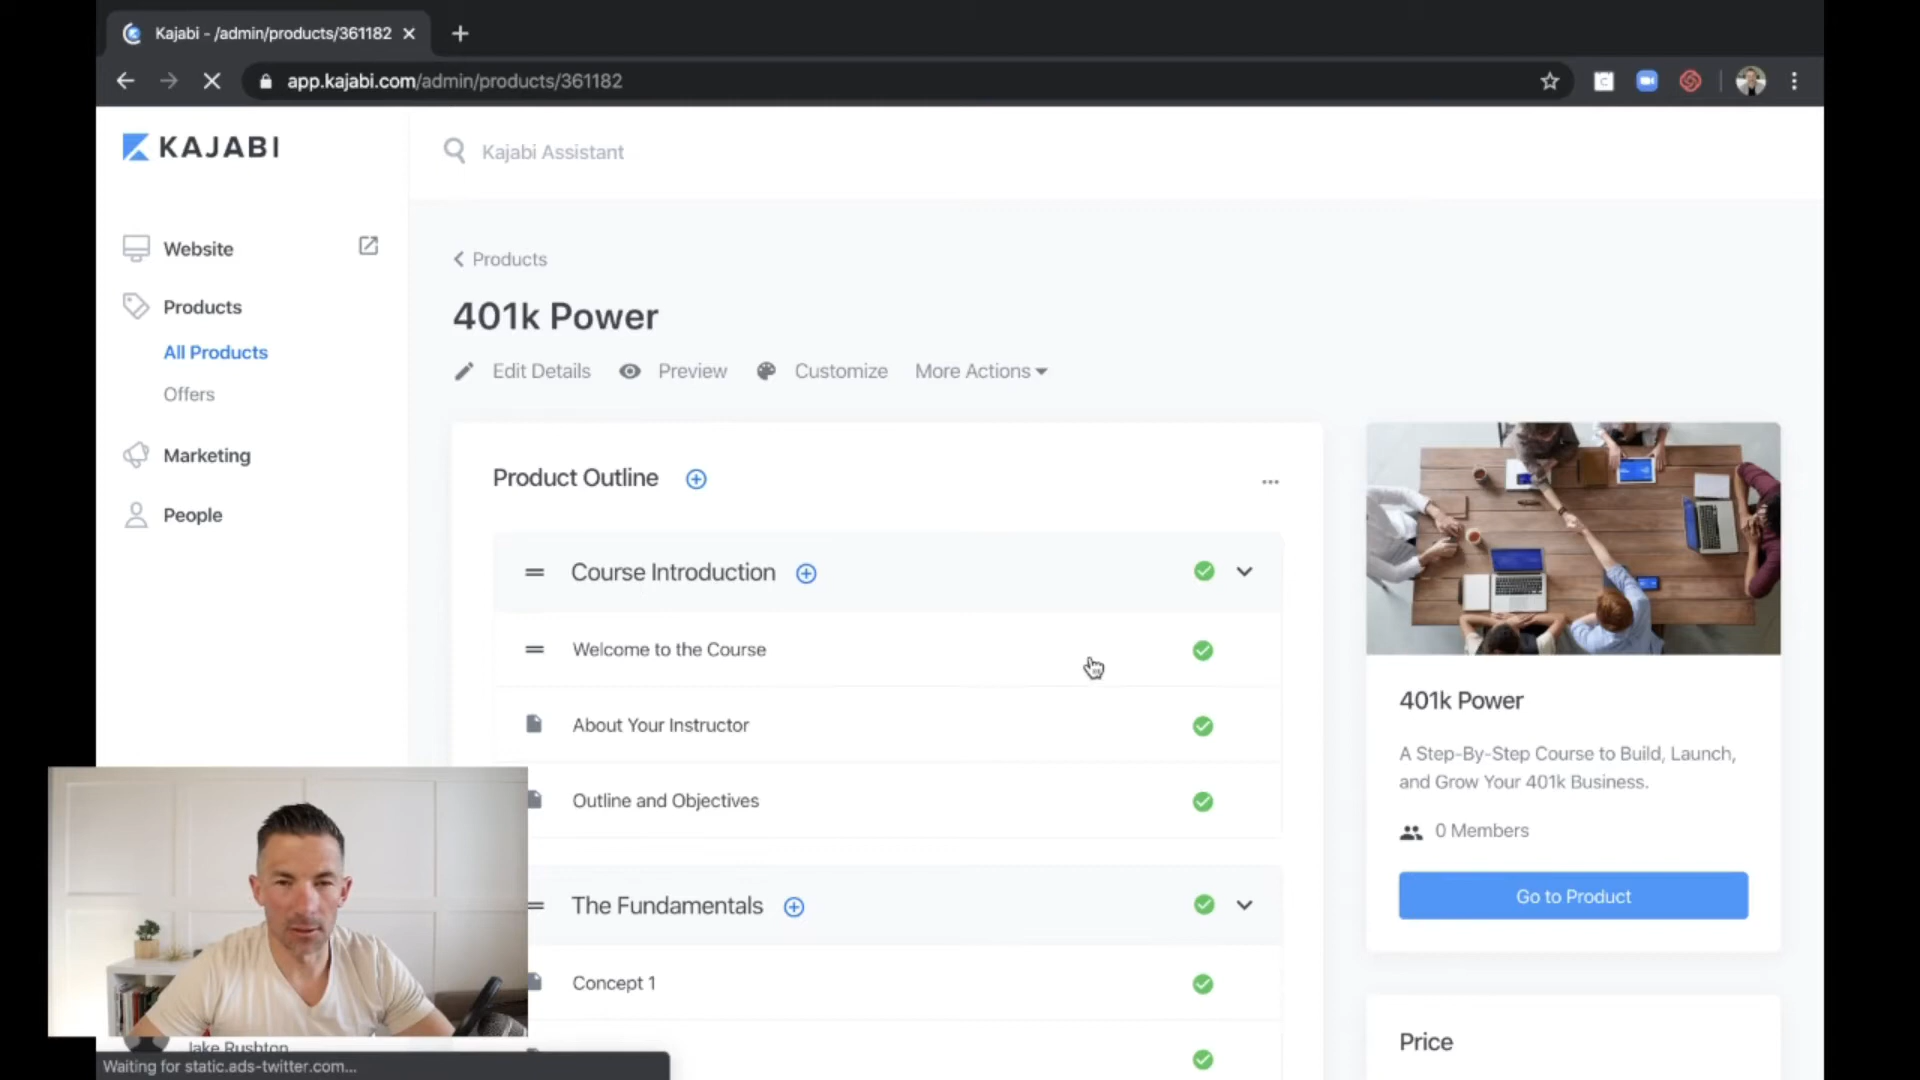 Kajabi - /admin/products/361182
app.kajabi.com/admin/products/361182
KAJABI
Kajabi Assistant
Website
Products
All Products
Offers
Marketing
People
Products
401k Power
Edit Details
Preview
Customize
More Actions
Product Outline
Course Introduction
Welcome to the Course
About Your Instructor
Outline and Objectives
The Fundamentals
Concept 1
401k Power
A Step-By-Step Course to Build, Launch,
and Grow Your 401k Business.
0 Members
Go to Product
Price
Jake Rushton
Waiting for static.ads-twitter.com...